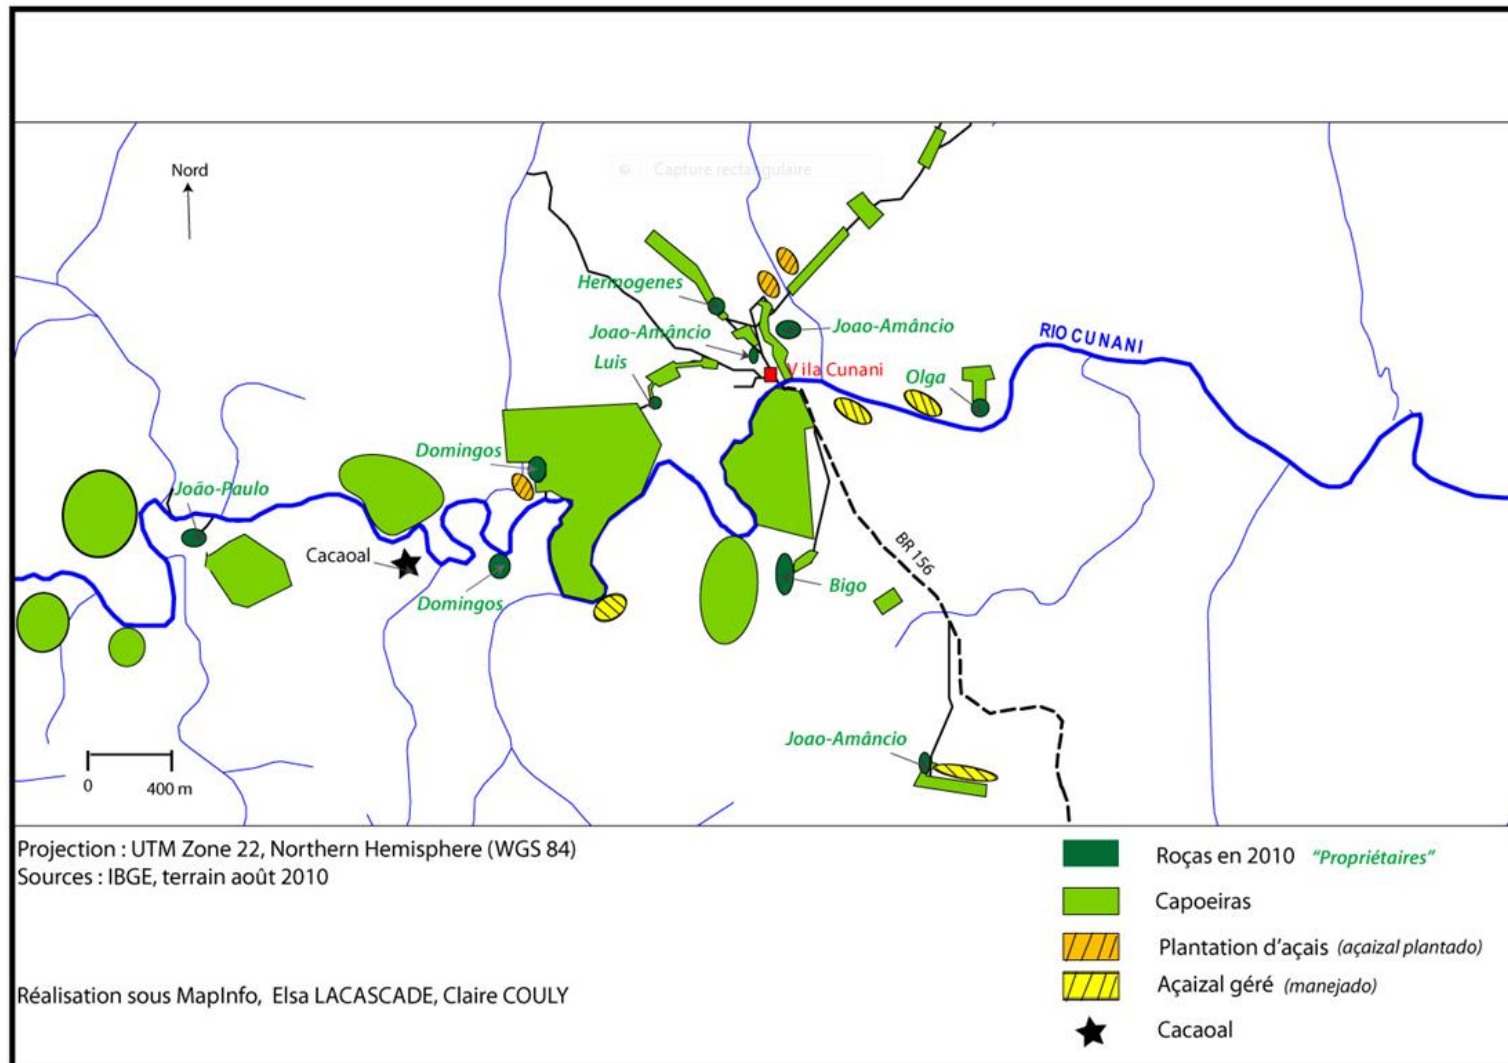 Capture rectangulaire
Nord
Hermogenes
Joao-Amâncio
Joao-Amâncio
RIO CUNANI
Luis
Vila Cunani
Olga
Domingos
João-Paulo
Cacaoal
BR 156
Domingos
Bigo
Joao-Amâncio
0
400 m
Projection : UTM Zone 22, Northern Hemisphere (WGS 84)
Sources : IBGE, terrain août 2010
Réalisation sous MapInfo, Elsa LACASCADE, Claire COULY
Roças en 2010 "Propriétaires"
Capoeiras
Plantation d'açais (açaizal plantado)
Açaizal géré (manejado)
Cacaoal